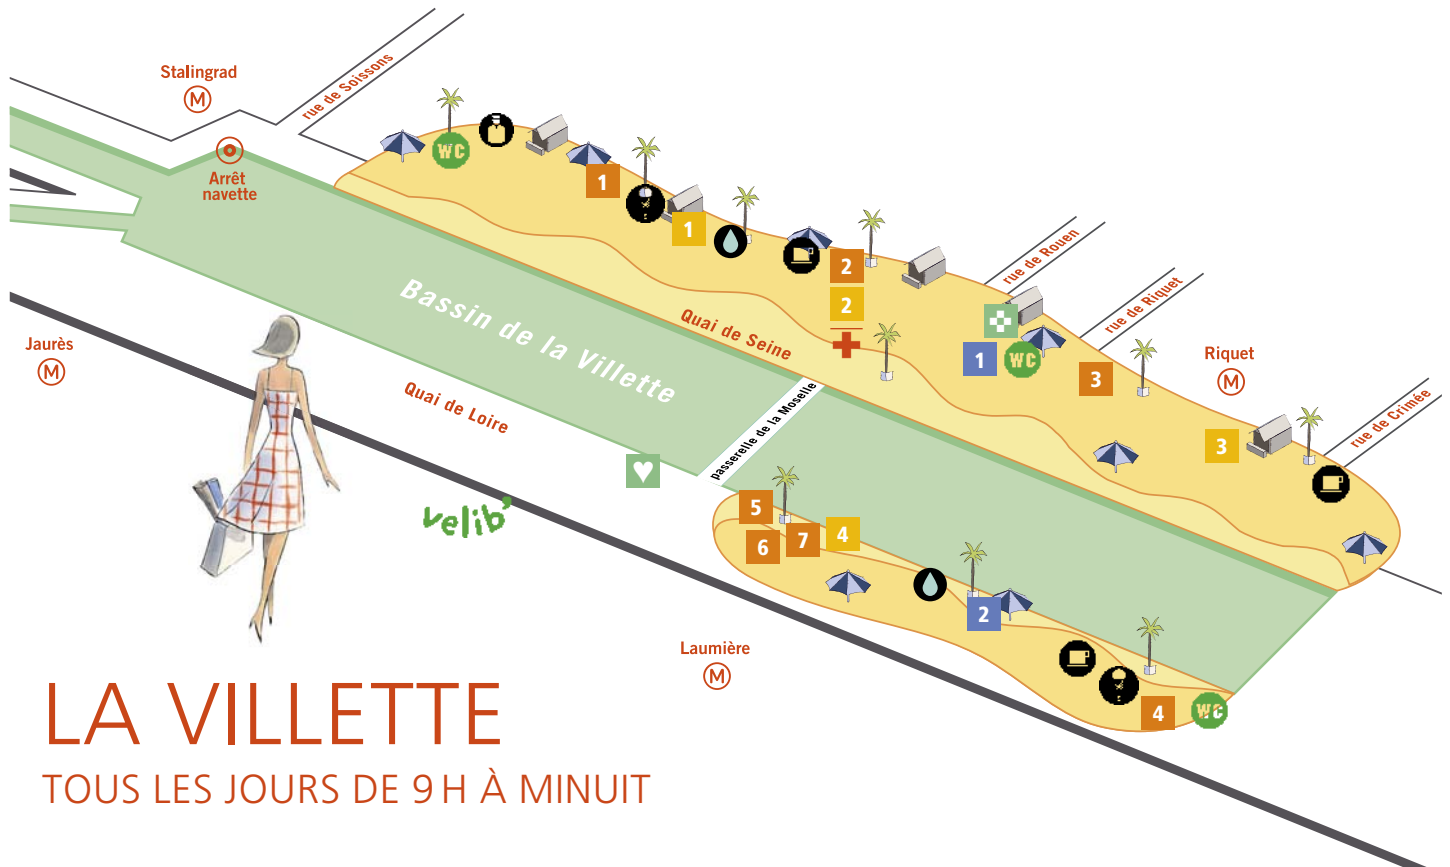 Stalingrad
M
rue de Soissons
Arrêt
navette
WC
1
1
2
2
rue de Rouen
rue de Riquet
Riquet
M
rue de Crimée
1
WC
3
3
Jaurès
M
Bassin de la Villette
Quai de Seine
Quai de Loire
passerelle de la Moselle
velib'
5
6
7
4
2
4
WC
Laumière
M
LA VILLETTE
TOUS LES JOURS DE 9 H À MINUIT